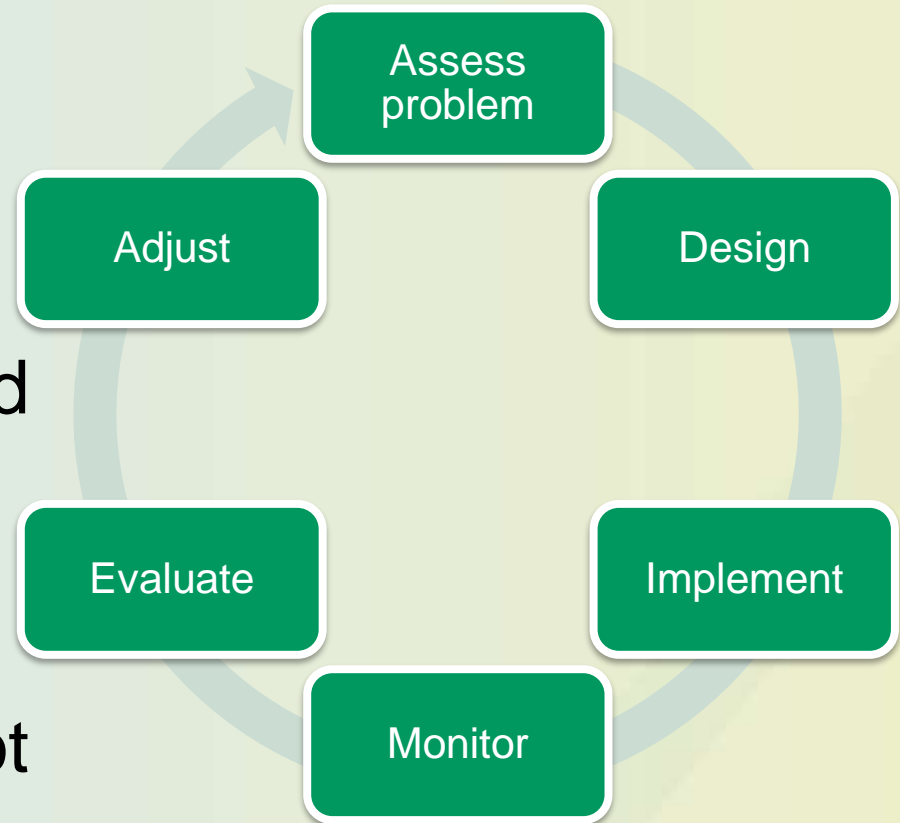 Assess
problem
Adjust
Design
Evaluate
Implement
Monitor